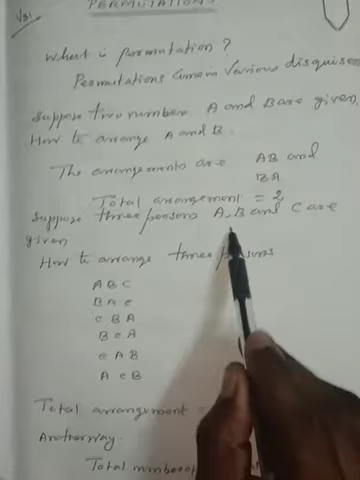 PERMUTATIONS
V31
What is permutation?
Permutations come in various disguises
Suppose two number A and B are given,
How to arrange A and B.
The arrangements are AB and
BA
Total arrangement = 2
Suppose three persons A, B and C are
given
How to arrange three persons
A B C
B A C
C B A
B C A
C A B
A C B
Total arrangement
Another way.
Total number of